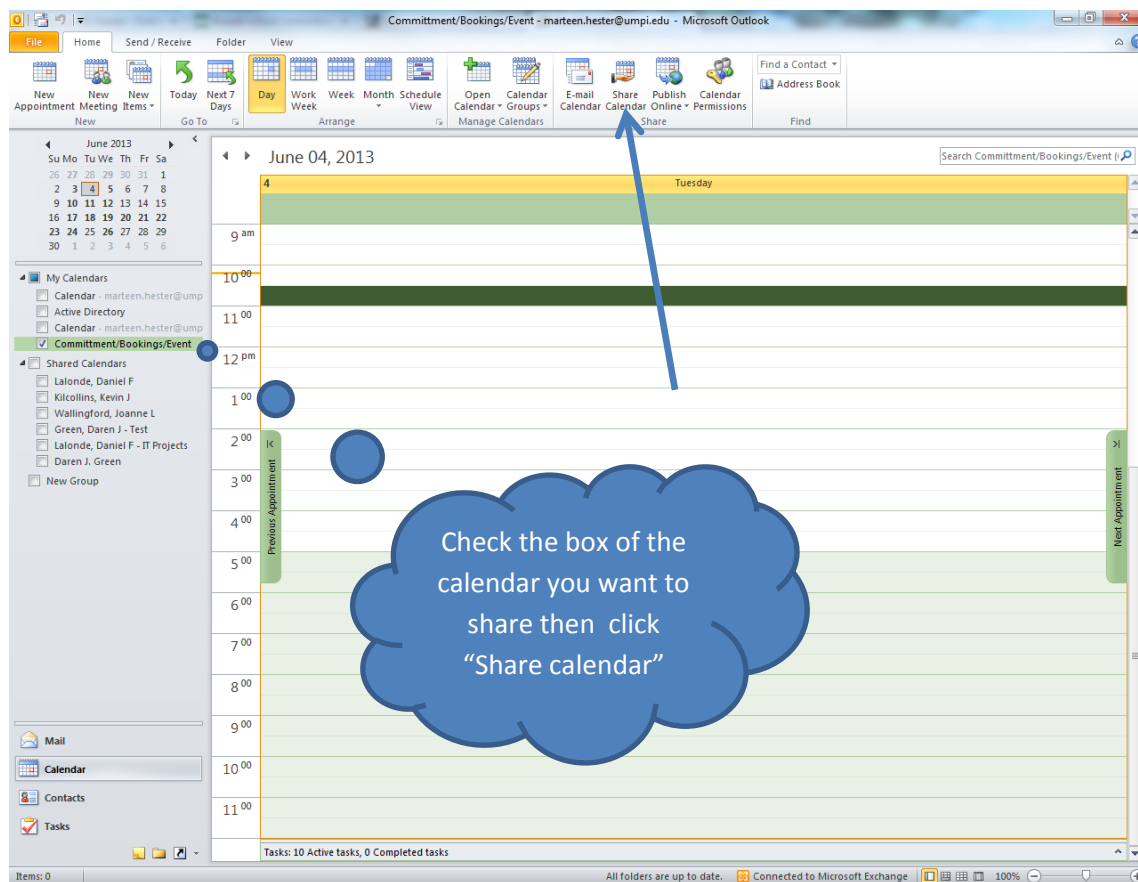 Committment/Bookings/Event - marteen.hester@umpi.edu - Microsoft Outlook
File Home Send / Receive Folder View
New Appointment
New Meeting
New Items
Today
Next 7 Days
Day
Work Week
Week
Month
Schedule View
Open Calendar
Calendar Groups
E-mail Calendar
Share Calendar
Publish Online
Calendar Permissions
Find a Contact
Address Book
New
Go To
Arrange
Manage Calendars
Share
Find
June 2013
Su Mo Tu We Th Fr Sa
26 27 28 29 30 31 1
2 3 4 5 6 7 8
9 10 11 12 13 14 15
16 17 18 19 20 21 22
23 24 25 26 27 28 29
30 1 2 3 4 5 6
My Calendars
Calendar - marteen.hester@ump
Active Directory
Calendar - marteen.hester@ump
Committment/Bookings/Event
Shared Calendars
Lalonde, Daniel F
Kilcollins, Kevin J
Wallingford, Joanne L
Green, Daren J - Test
Lalonde, Daniel F - IT Projects
Daren J. Green
New Group
Mail
Calendar
Contacts
Tasks
June 04, 2013
Search Committment/Bookings/Event (
4 Tuesday
9 am
10 00
11 00
12 pm
1 00
2 00
3 00
4 00
5 00
6 00
7 00
8 00
9 00
10 00
11 00
Previous Appointment
Next Appointment
Check the box of the
calendar you want to
share then click
“Share calendar”
Tasks: 10 Active tasks, 0 Completed tasks
Items: 0
All folders are up to date. Connected to Microsoft Exchange 100%